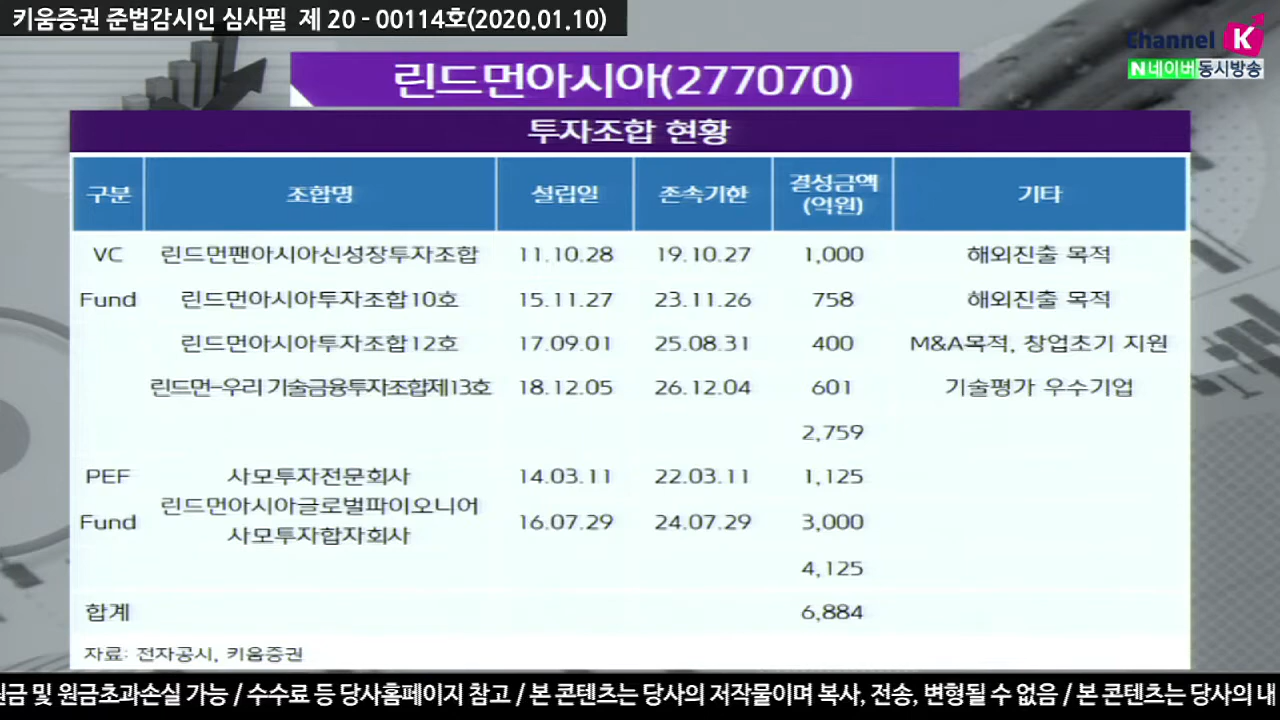 키움증권 준법감시인 심사필 제 20 - 00114호(2020.01.10)
Channel K
N 네이버 동시방송
린드먼아시아(277070)
투자조합 현황
구분 조합명 설립일 존속기한 결성금액 (억원) 기타
VC 린드먼팬아시아신성장투자조합 11.10.28 19.10.27 1,000 해외진출 목적
Fund 린드먼아시아투자조합10호 15.11.27 23.11.26 758 해외진출 목적
린드먼아시아투자조합12호 17.09.01 25.08.31 400 M&A목적, 창업초기 지원
린드먼-우리 기술금융투자조합제13호 18.12.05 26.12.04 601 기술평가 우수기업
2,759
PEF 사모투자전문회사 14.03.11 22.03.11 1,125
린드먼아시아글로벌파이오니어
Fund 16.07.29 24.07.29 3,000
사모투자합자회사
4,125
합계 6,884
자료: 전자공시, 키움증권
원금 및 원금초과손실 가능 / 수수료 등 당사홈페이지 참고 / 본 콘텐츠는 당사의 저작물이며 복사, 전송, 변형될 수 없음 / 본 콘텐츠는 당사의 내